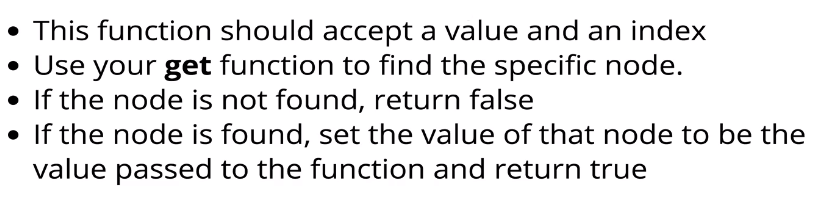 • This function should accept a value and an index
• Use your get function to find the specific node.
• If the node is not found, return false
• If the node is found, set the value of that node to be the
value passed to the function and return true